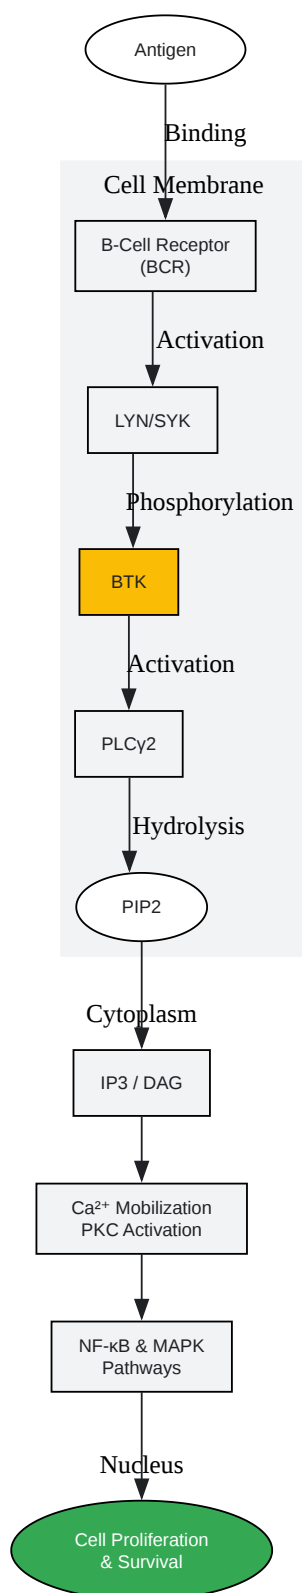 Antigen
Binding
Cell Membrane
B-Cell Receptor
(BCR)
Activation
LYN/SYK
Phosphorylation
BTK
Activation
PLCγ2
Hydrolysis
PIP2
Cytoplasm
IP3 / DAG
Ca²⁺ Mobilization
PKC Activation
NF-κB & MAPK
Pathways
Nucleus
Cell Proliferation
& Survival